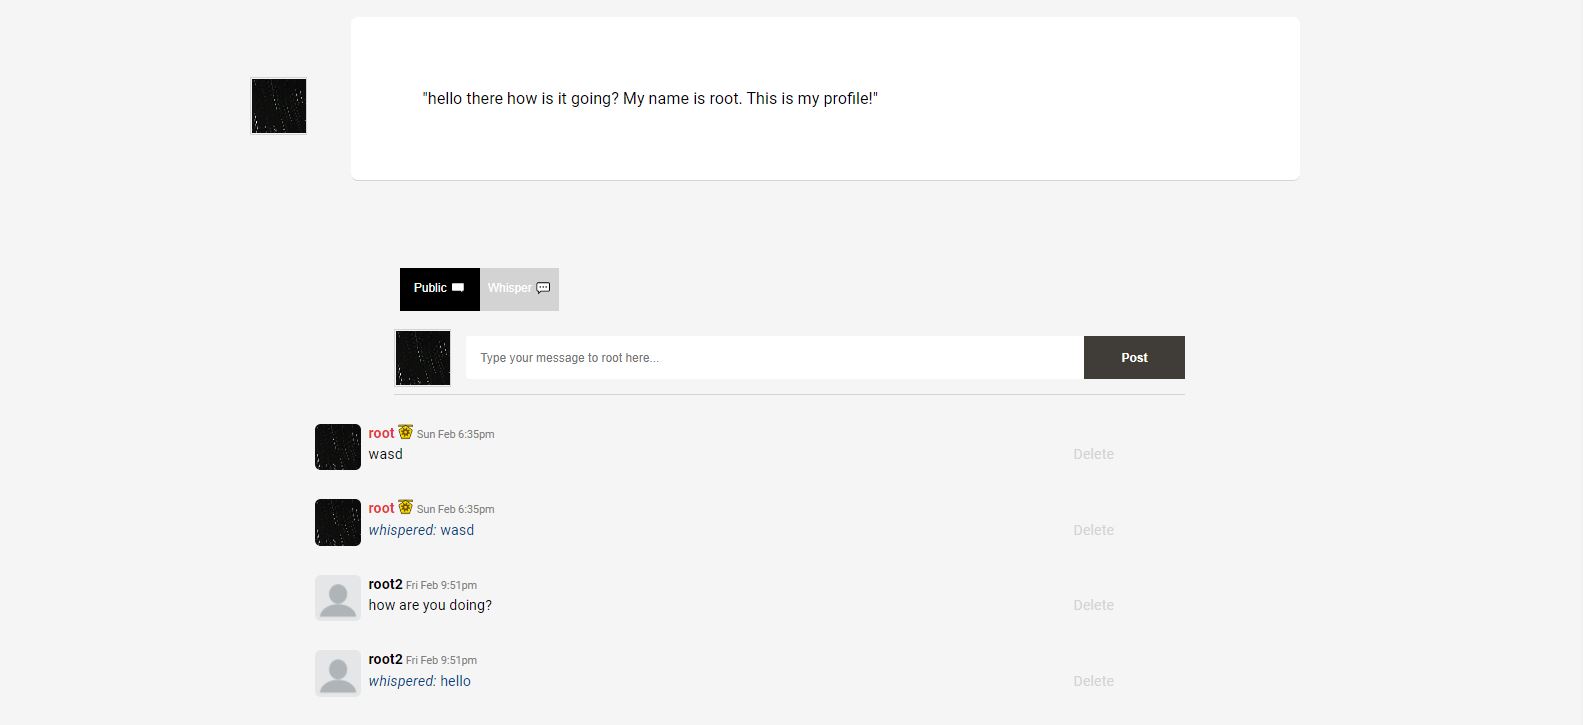 "hello there how is it going? My name is root. This is my profile!"
Public Whisper
Type your message to root here... Post
root Sun Feb 6:35pm
wasd Delete
root Sun Feb 6:35pm
whispered: wasd Delete
root2 Fri Feb 9:51pm
how are you doing? Delete
root2 Fri Feb 9:51pm
whispered: hello Delete